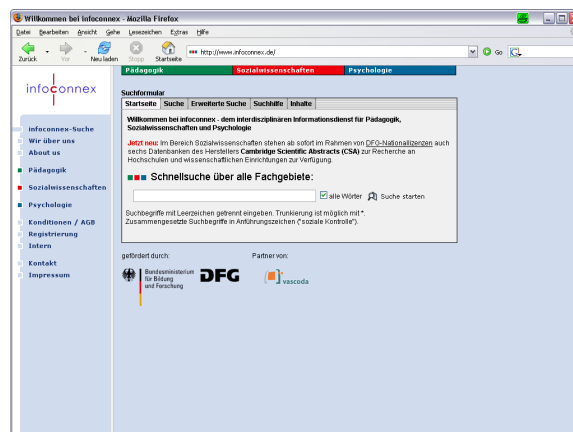 Willkommen bei infoconnex - Mozilla Firefox
Datei Bearbeiten Ansicht Gehe Lesezeichen Extras Hilfe
Zurück Vor Neu laden Stopp Startseite http://www.infoconnex.de/ Go
Pädagogik Sozialwissenschaften Psychologie
infoconnex
Suchformular
Startseite Suche Erweiterte Suche Suchhilfe Inhalte
Willkommen bei infoconnex - dem interdisziplinären Informationsdienst für Pädagogik,
Sozialwissenschaften und Psychologie
Jetzt neu: Im Bereich Sozialwissenschaften stehen ab sofort im Rahmen von DFG-Nationallizenzen auch
sechs Datenbanken des Herstellers Cambridge Scientific Abstracts (CSA) zur Recherche an
Hochschulen und wissenschaftlichen Einrichtungen zur Verfügung.
Schnellsuche über alle Fachgebiete:
alle Wörter Suche starten
Suchbegriffe mit Leerzeichen getrennt eingeben. Trunkierung ist möglich mit *.
Zusammengesetzte Suchbegriffe in Anführungszeichen ("soziale Kontrolle").
infoconnex-Suche
Wir über uns
About us
Pädagogik
Sozialwissenschaften
Psychologie
Konditionen / AGB
Registrierung
Intern
Kontakt
Impressum
gefördert durch: Partner von:
Bundesministerium
für Bildung
und Forschung
DFG
vascoda